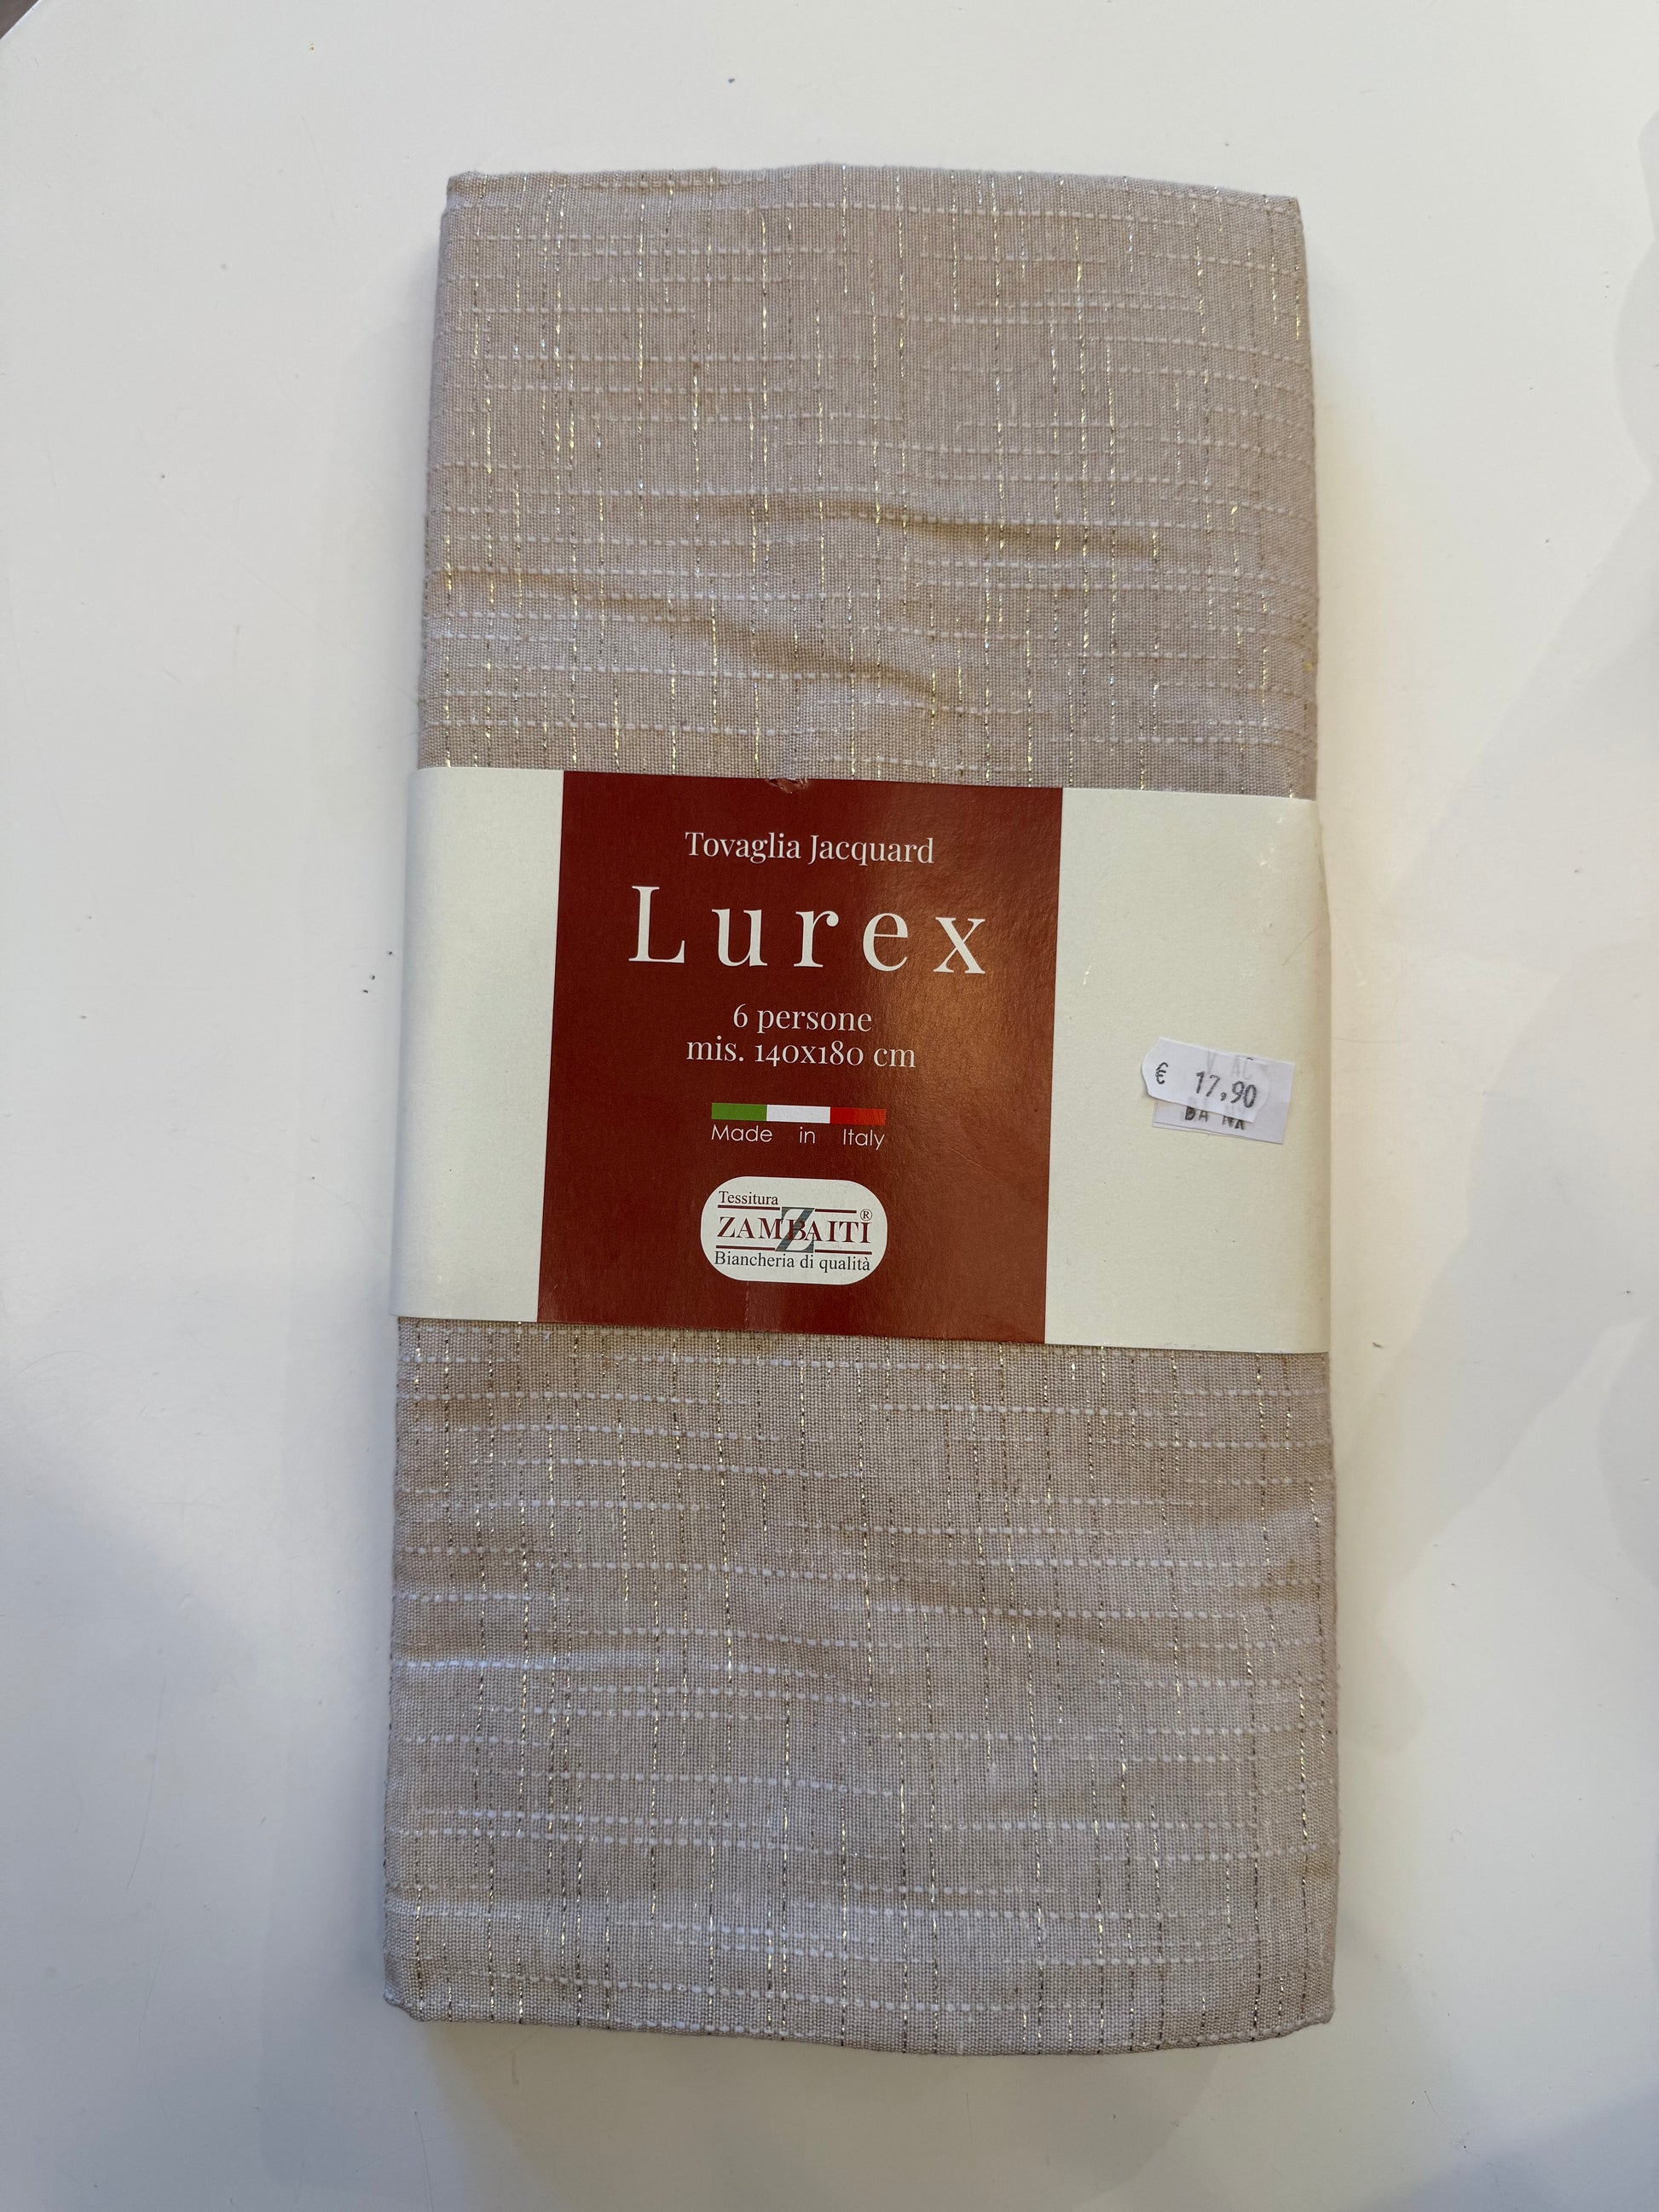 Tovaglia Jacquard
Lurex
6 persone
mis. 140x180 cm
Made in Italy
Tessitura
ZAMBAITI®
Biancheria di qualità
€ 17,90